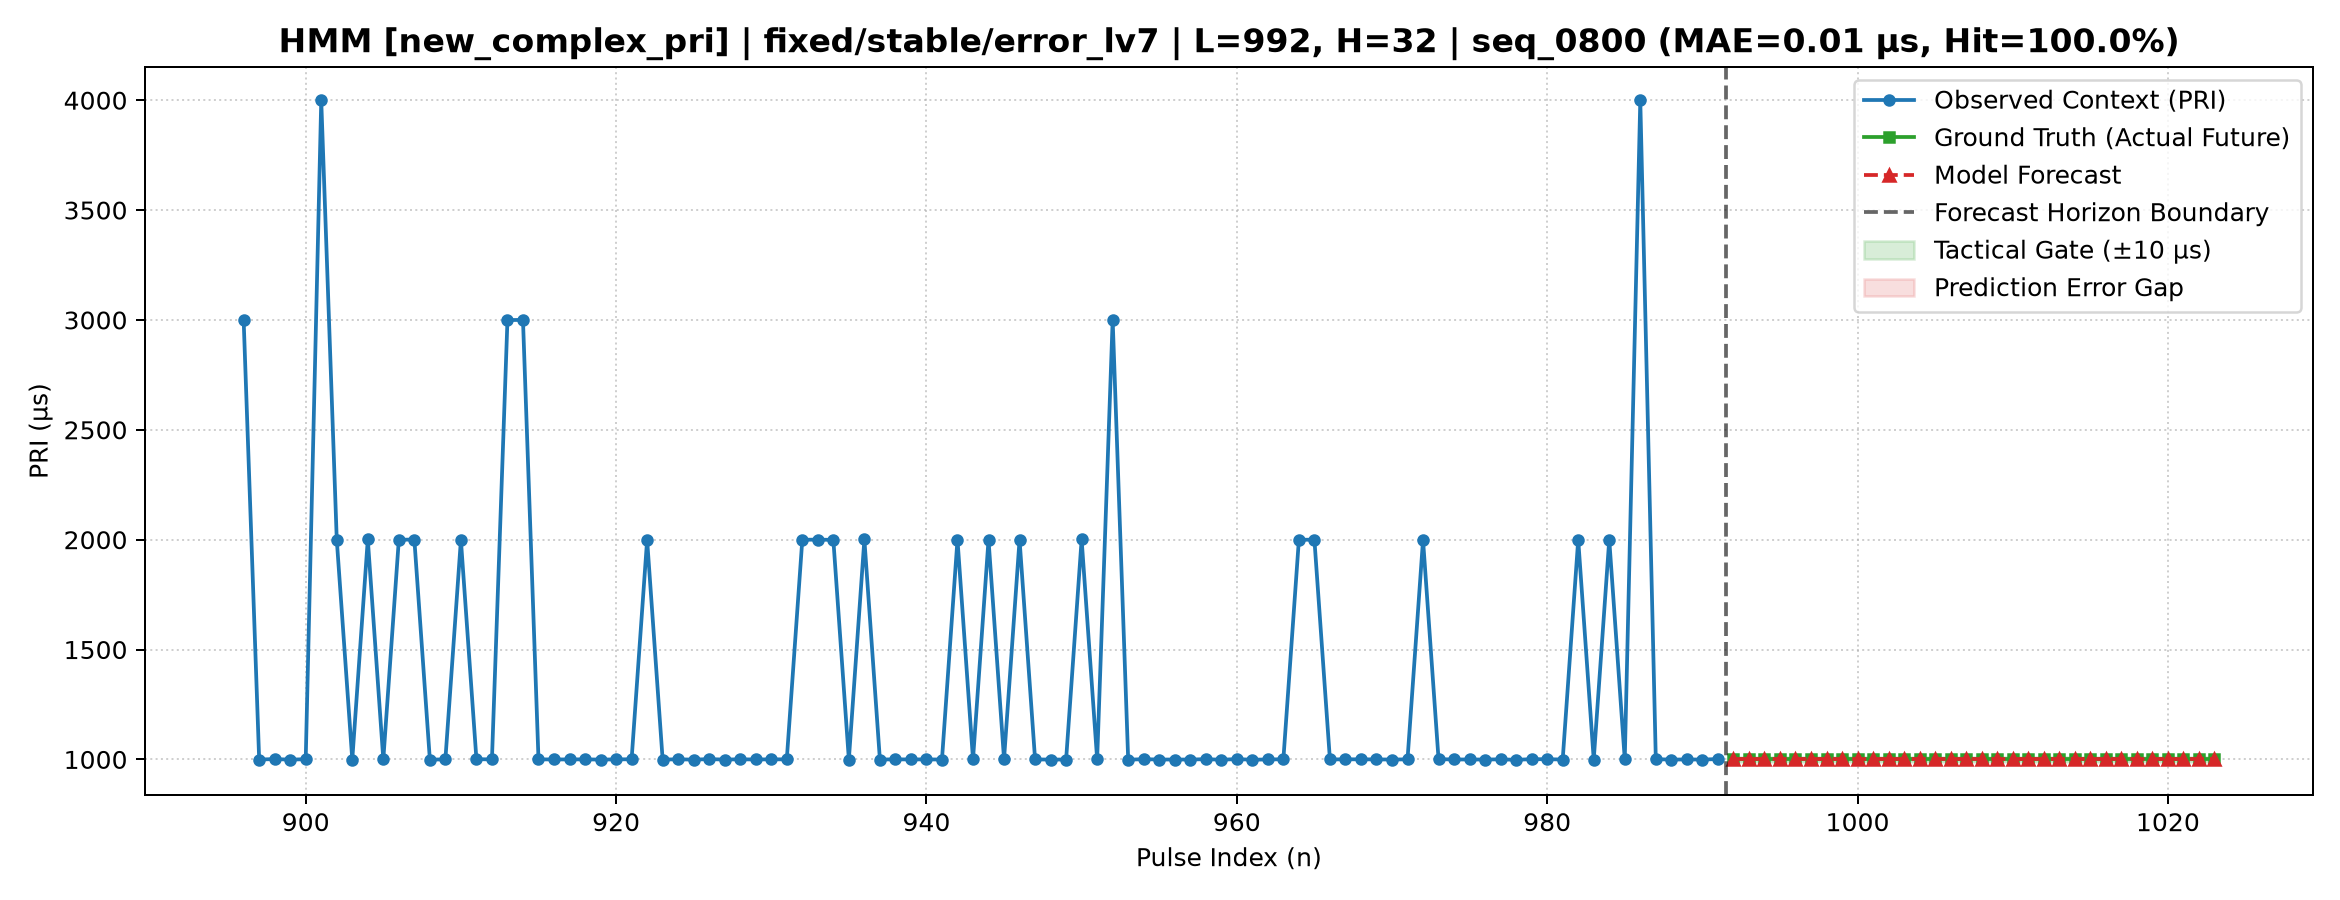 HMM [new_complex_pri] | fixed/stable/error_lv7 | L=992, H=32 | seq_0800 (MAE=0.01 µs, Hit=100.0%)
Observed Context (PRI)
Ground Truth (Actual Future)
Model Forecast
Forecast Horizon Boundary
Tactical Gate (±10 µs)
Prediction Error Gap
PRI (µs)
4000
3500
3000
2500
2000
1500
1000
900
920
940
960
980
1000
1020
Pulse Index (n)